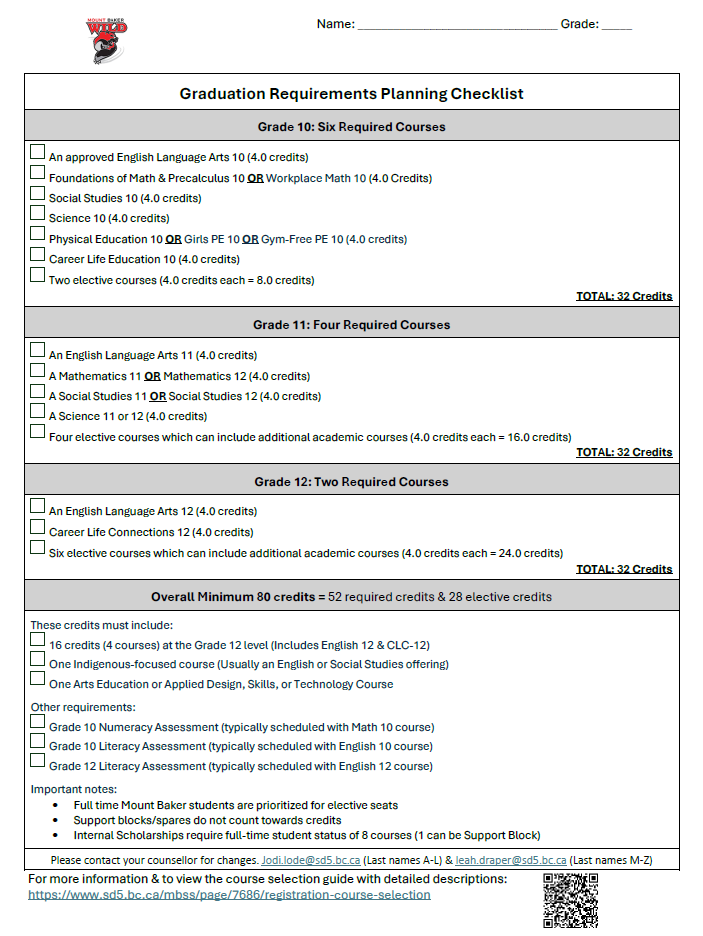 MOUNT BAKER
WILD
Name: ______________________________ Grade: _____
Graduation Requirements Planning Checklist
Grade 10: Six Required Courses
An approved English Language Arts 10 (4.0 credits)
Foundations of Math & Precalculus 10 OR Workplace Math 10 (4.0 Credits)
Social Studies 10 (4.0 credits)
Science 10 (4.0 credits)
Physical Education 10 OR Girls PE 10 OR Gym-Free PE 10 (4.0 credits)
Career Life Education 10 (4.0 credits)
Two elective courses (4.0 credits each = 8.0 credits)
TOTAL: 32 Credits
Grade 11: Four Required Courses
An English Language Arts 11 (4.0 credits)
A Mathematics 11 OR Mathematics 12 (4.0 credits)
A Social Studies 11 OR Social Studies 12 (4.0 credits)
A Science 11 or 12 (4.0 credits)
Four elective courses which can include additional academic courses (4.0 credits each = 16.0 credits)
TOTAL: 32 Credits
Grade 12: Two Required Courses
An English Language Arts 12 (4.0 credits)
Career Life Connections 12 (4.0 credits)
Six elective courses which can include additional academic courses (4.0 credits each = 24.0 credits)
TOTAL: 32 Credits
Overall Minimum 80 credits = 52 required credits & 28 elective credits
These credits must include:
16 credits (4 courses) at the Grade 12 level (Includes English 12 & CLC-12)
One Indigenous-focused course (Usually an English or Social Studies offering)
One Arts Education or Applied Design, Skills, or Technology Course
Other requirements:
Grade 10 Numeracy Assessment (typically scheduled with Math 10 course)
Grade 10 Literacy Assessment (typically scheduled with English 10 course)
Grade 12 Literacy Assessment (typically scheduled with English 12 course)
Important notes:
• Full time Mount Baker students are prioritized for elective seats
• Support blocks/spares do not count towards credits
• Internal Scholarships require full-time student status of 8 courses (1 can be Support Block)
Please contact your counsellor for changes. Jodi.lode@sd5.bc.ca (Last names A-L) & leah.draper@sd5.bc.ca (Last names M-Z)
For more information & to view the course selection guide with detailed descriptions:
https://www.sd5.bc.ca/mbss/page/7686/registration-course-selection